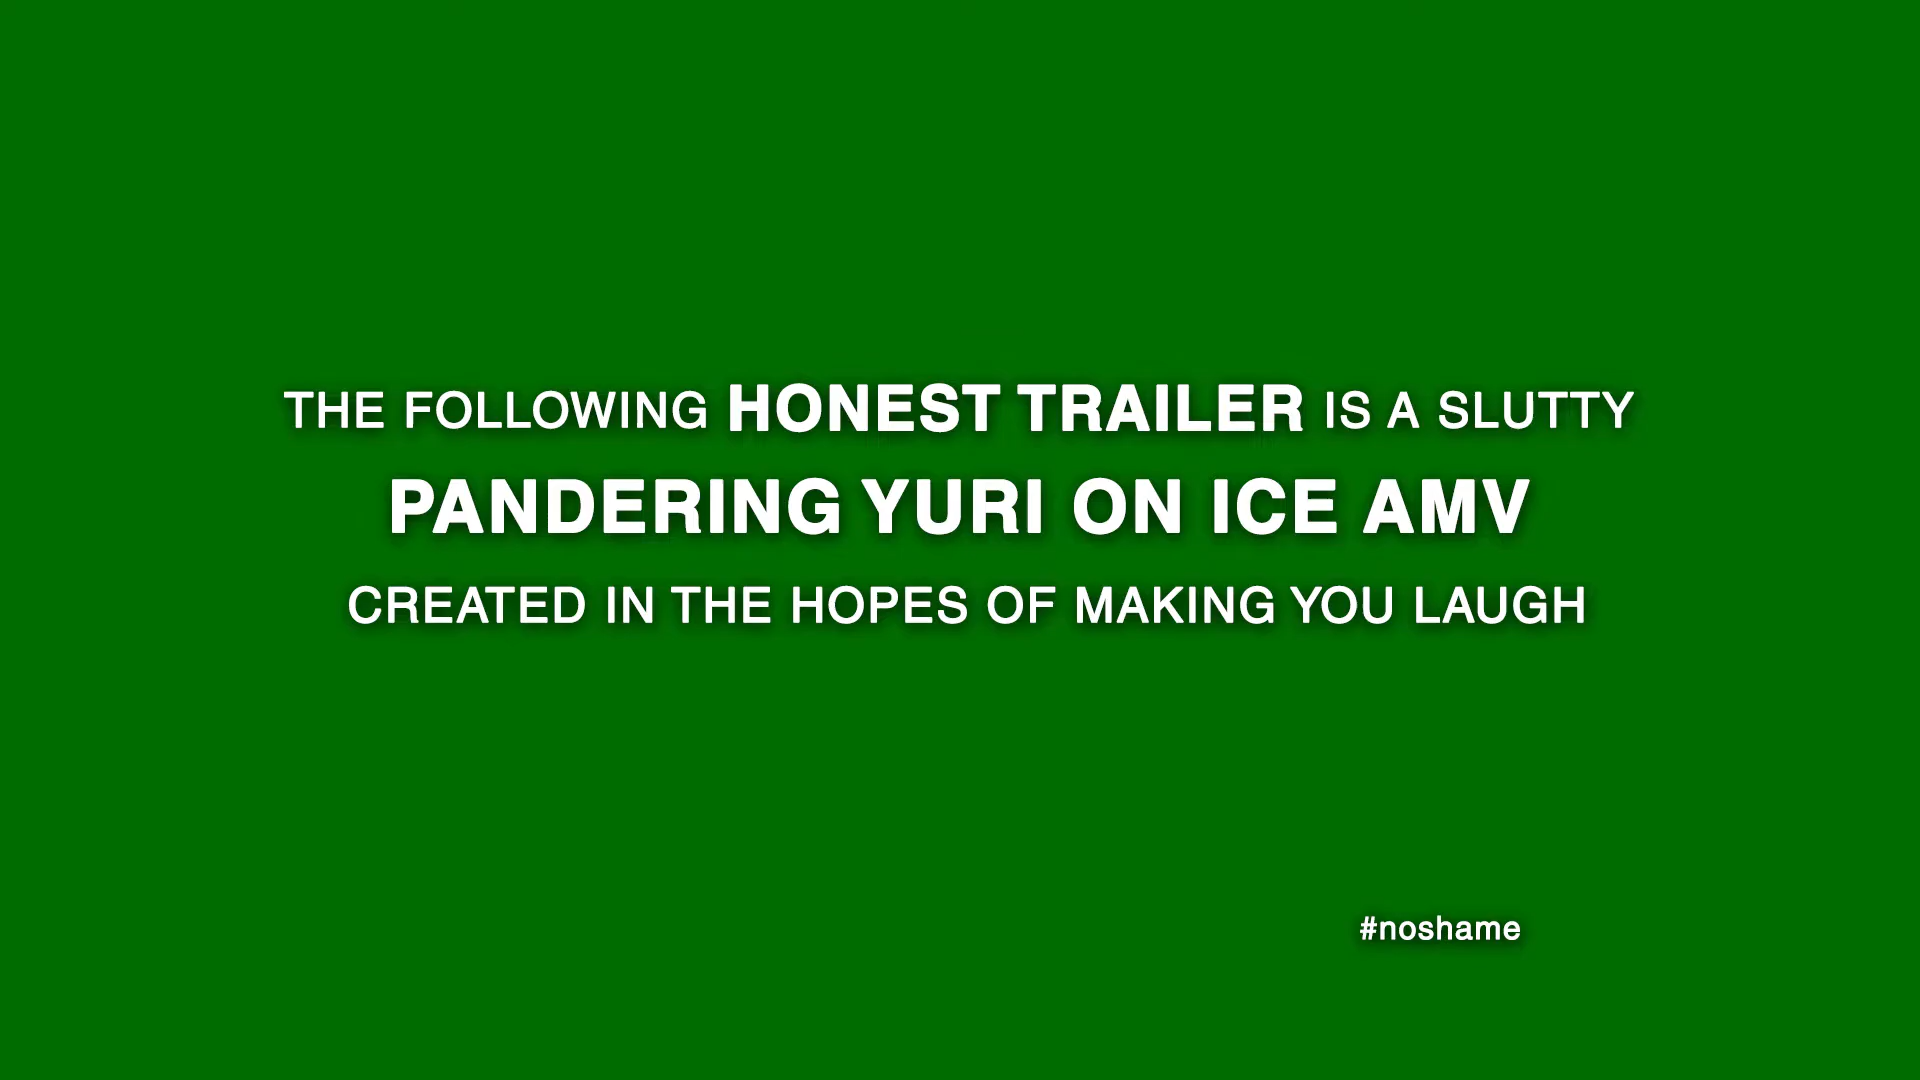 THE FOLLOWING HONEST TRAILER IS A SLUTTY
PANDERING YURI ON ICE AMV
CREATED IN THE HOPES OF MAKING YOU LAUGH
#noshame